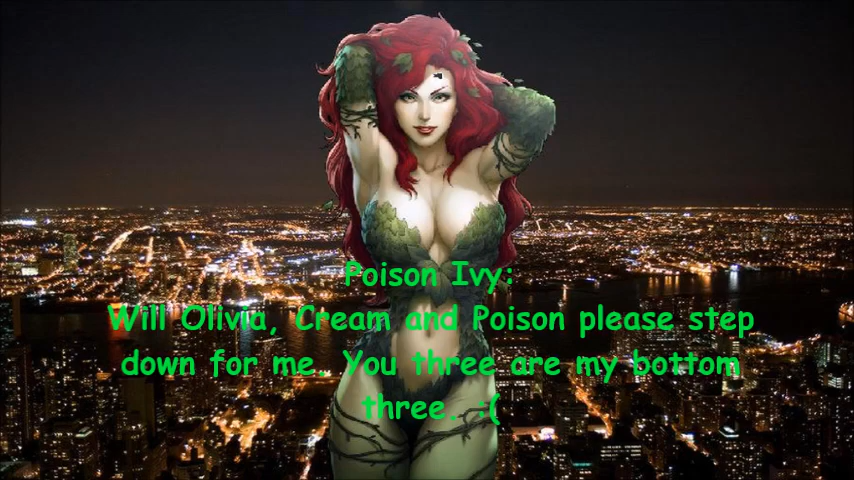 Poison Ivy:
Will Olivia, Cream and Poison please step
down for me. You three are my bottom
three. :(